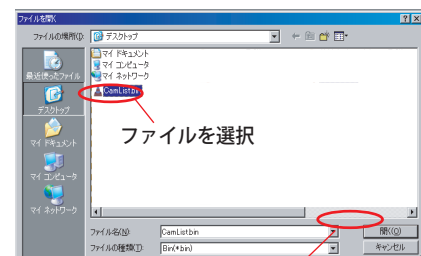 ファイルを開く
ファイルの場所(I):
デスクトップ
マイ ドキュメント
マイ コンピュータ
マイ ネットワーク
CamList.bin
最近使ったファイル
デスクトップ
マイ ドキュメント
マイ コンピュータ
マイ ネットワーク
ファイルを選択
ファイル名(N):
CamList.bin
開く(O)
ファイルの種類(T):
Bin(*.bin)
キャンセル